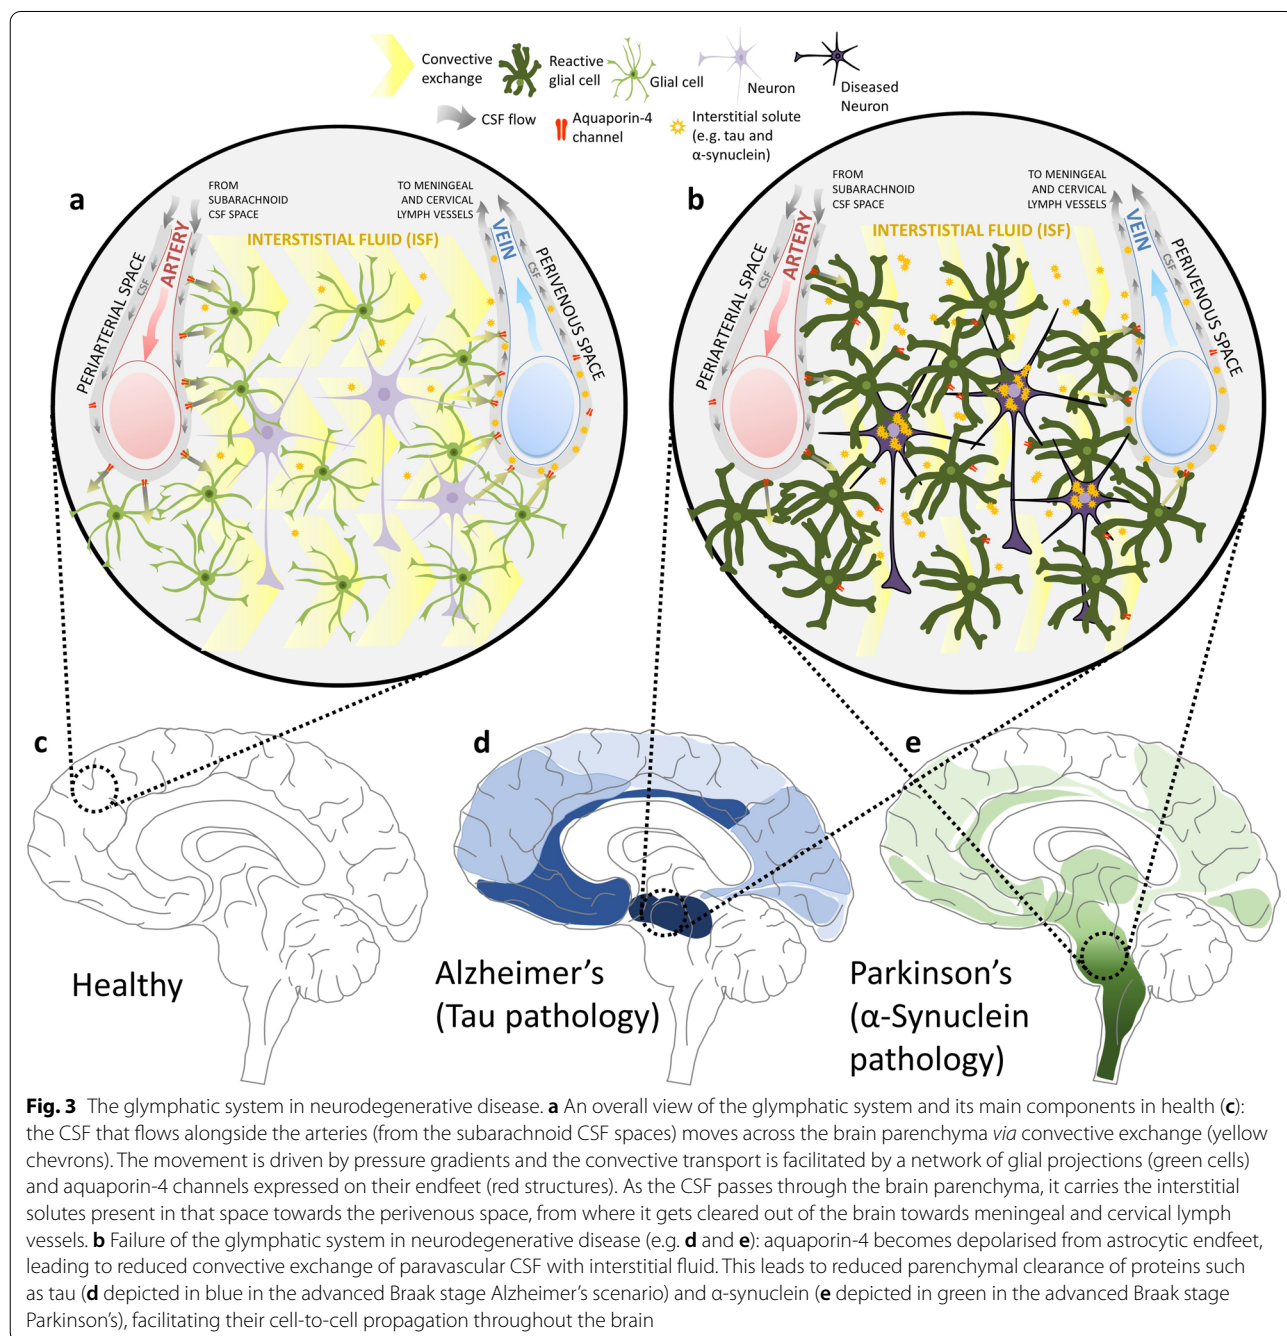 Convective
exchange
Reactive
glial cell
Glial cell
Neuron
Diseased
Neuron
CSF flow
Aquaporin-4
channel
Interstitial solute
(e.g. tau and
α-synuclein)
a
FROM
SUBARACHNOID
CSF SPACE
TO MENINGEAL
AND CERVICAL
LYMPH VESSELS
INTERSTISTIAL FLUID (ISF)
PERIARTERIAL SPACE
CSF
ARTERY
VEIN
CSF
PERIVENOUS SPACE
b
FROM
SUBARACHNOID
CSF SPACE
TO MENINGEAL
AND CERVICAL
LYMPH VESSELS
INTERSTISTIAL FLUID (ISF)
PERIARTERIAL SPACE
CSF
ARTERY
VEIN
CSF
PERIVENOUS SPACE
c
Healthy
d
Alzheimer’s
(Tau pathology)
e
Parkinson’s
(α-Synuclein
pathology)
Fig. 3 The glymphatic system in neurodegenerative disease. a An overall view of the glymphatic system and its main components in health (c):
the CSF that flows alongside the arteries (from the subarachnoid CSF spaces) moves across the brain parenchyma via convective exchange (yellow
chevrons). The movement is driven by pressure gradients and the convective transport is facilitated by a network of glial projections (green cells)
and aquaporin-4 channels expressed on their endfeet (red structures). As the CSF passes through the brain parenchyma, it carries the interstitial
solutes present in that space towards the perivenous space, from where it gets cleared out of the brain towards meningeal and cervical lymph
vessels. b Failure of the glymphatic system in neurodegenerative disease (e.g. d and e): aquaporin-4 becomes depolarised from astrocytic endfeet,
leading to reduced convective exchange of paravascular CSF with interstitial fluid. This leads to reduced parenchymal clearance of proteins such
as tau (d depicted in blue in the advanced Braak stage Alzheimer’s scenario) and α-synuclein (e depicted in green in the advanced Braak stage
Parkinson’s), facilitating their cell-to-cell propagation throughout the brain